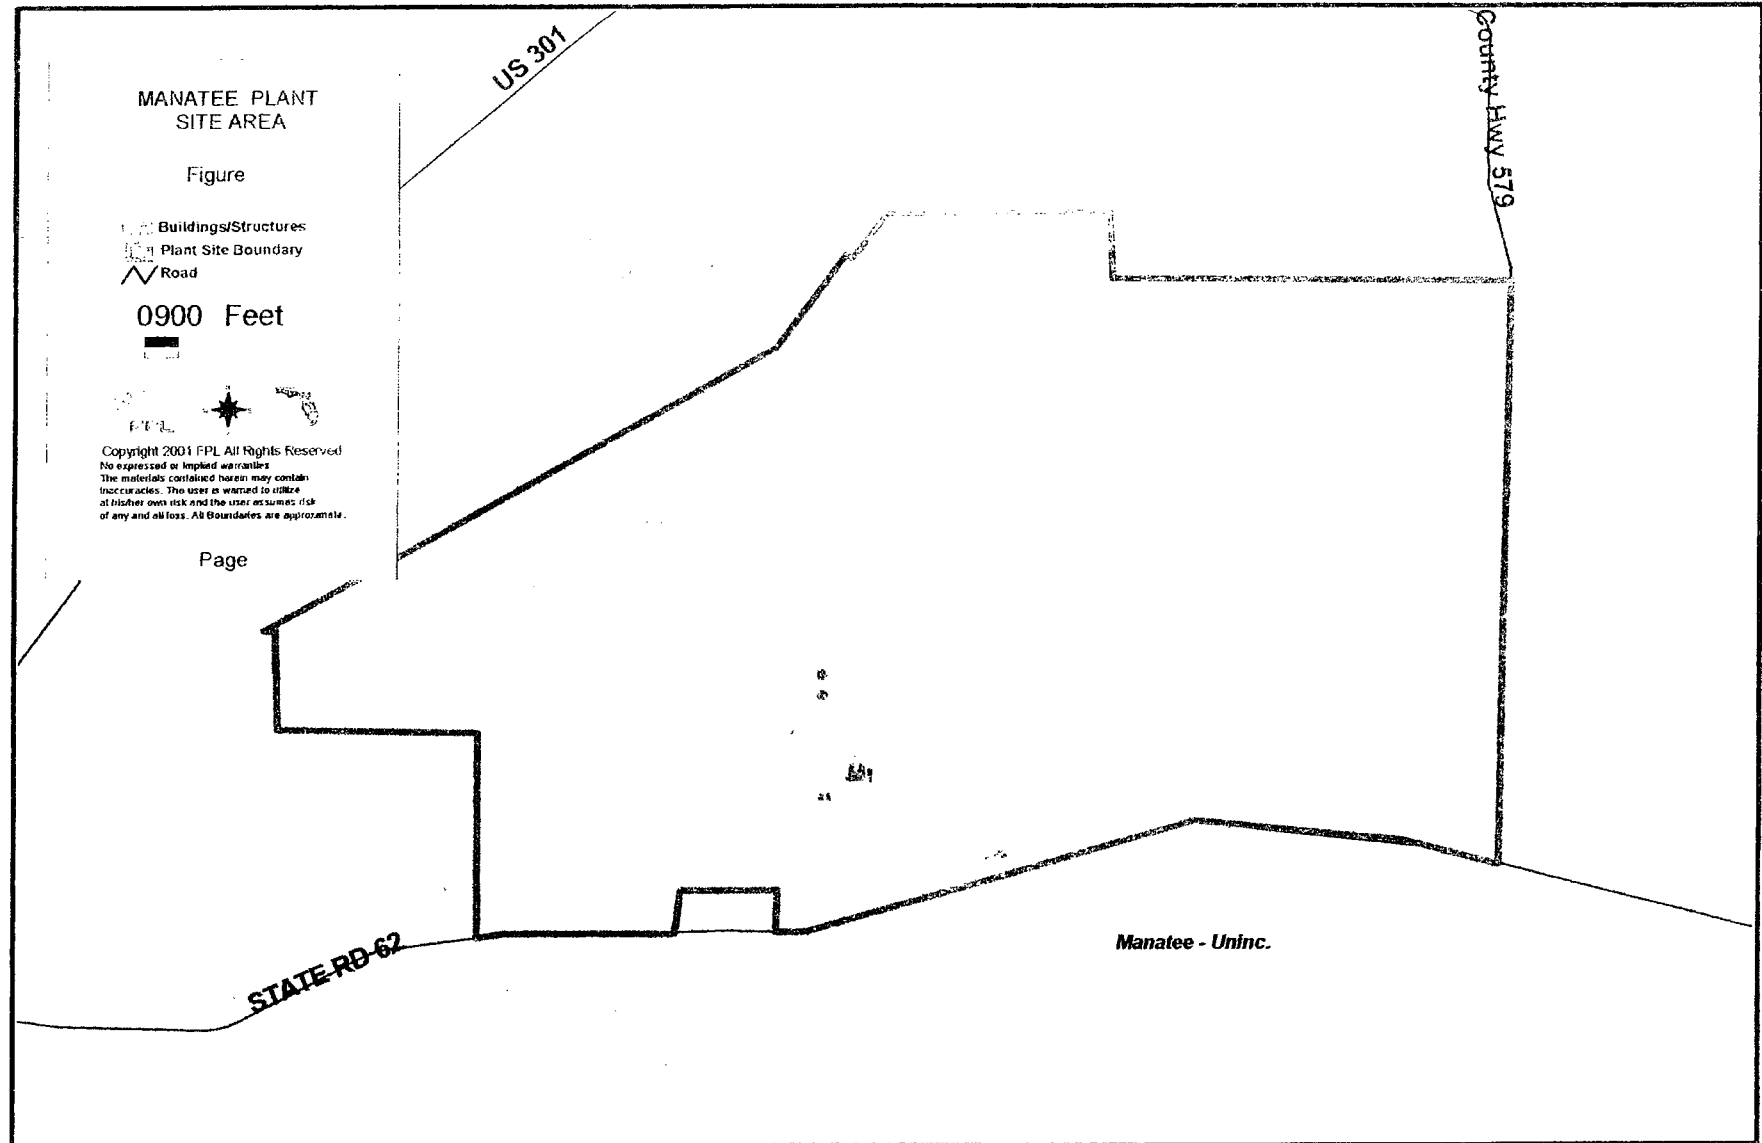 US 301
County Hwy 579
MANATEE PLANT
SITE AREA
Figure
Buildings/Structures
Plant Site Boundary
Road
0900 Feet
FPL
Copyright 2001 FPL All Rights Reserved
No expressed or implied warranties
The materials contained herein may contain
inaccuracies. The user is warned to utilize
at his/her own risk and the user assumes risk
of any and all loss. All Boundaries are approximate.
Page
STATE RD 62
Manatee - Uninc.